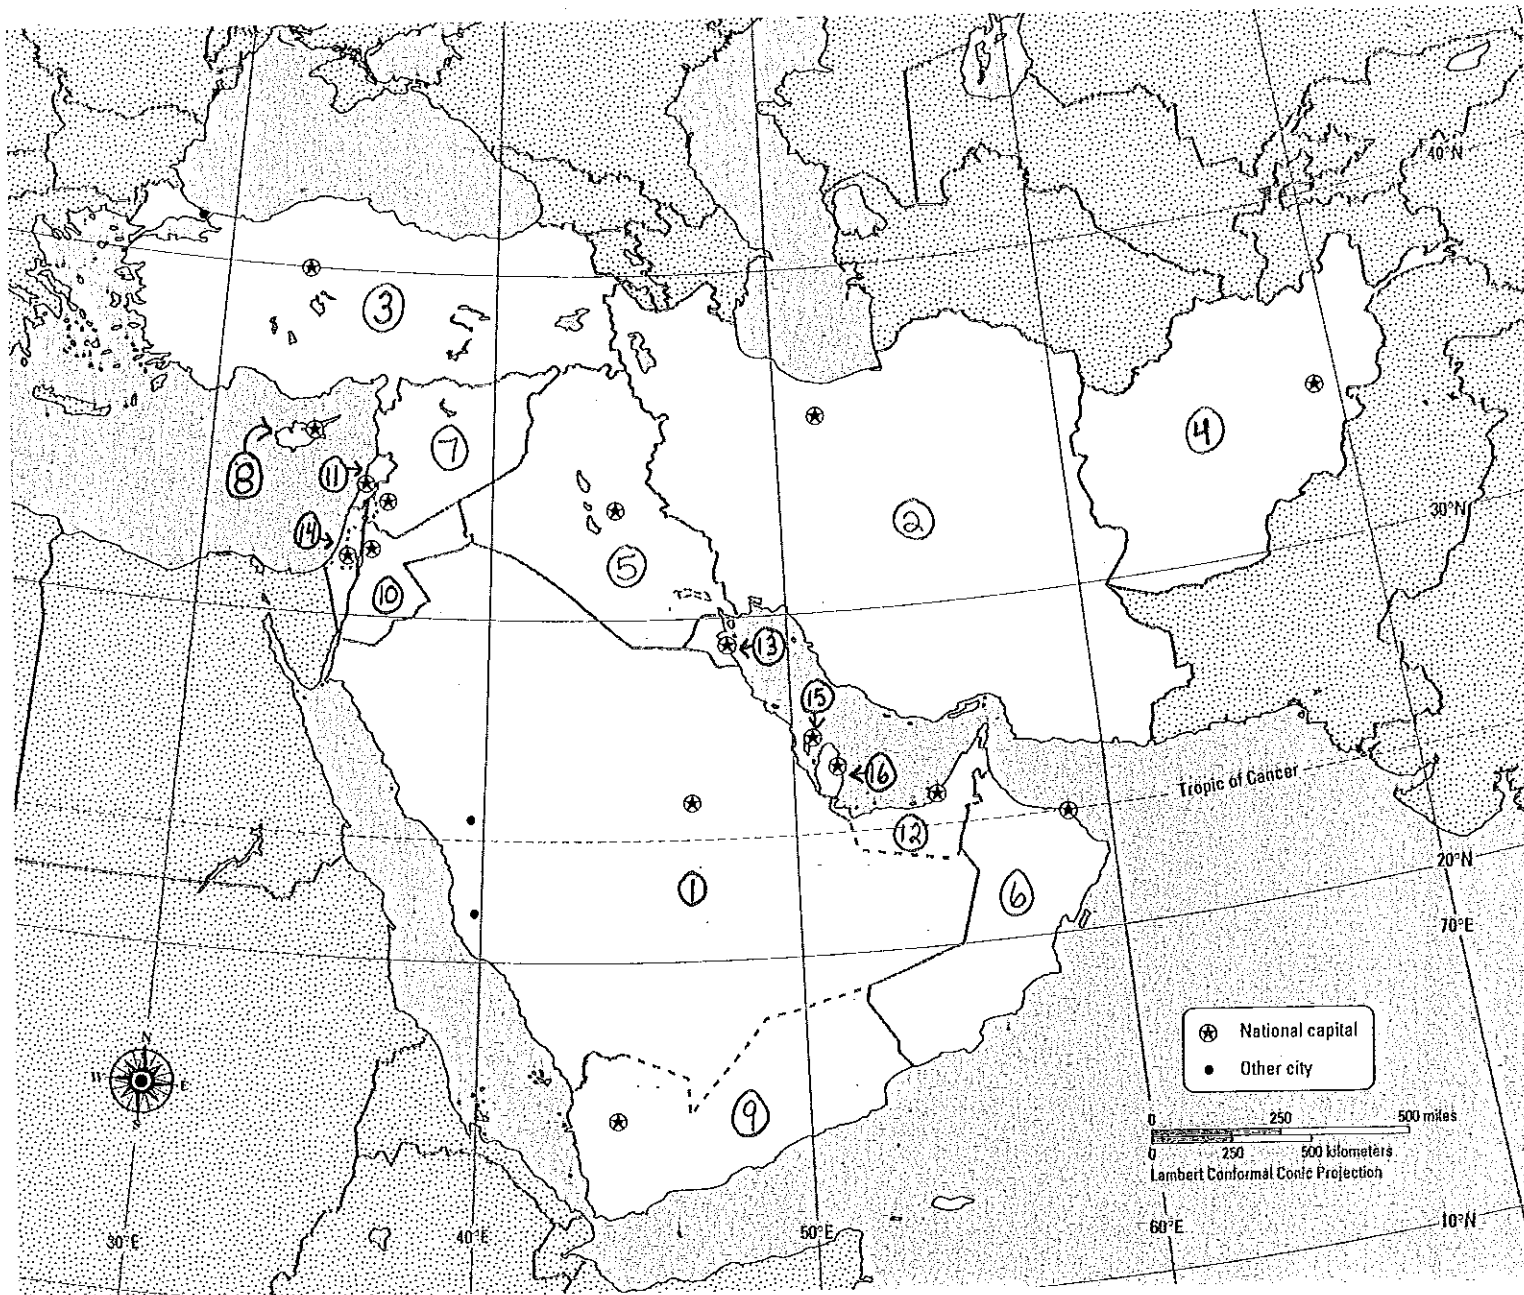 40°N
3
4
7
8
11
30°N
2
14
5
10
13
15
16
Tropic of Cancer
12
20°N
1
6
70°E
N
W
E
S
National capital
Other city
9
0 250 500 miles
0 250 500 kilometers
Lambert Conformal Conic Projection
30°E
40°E
50°E
60°E
10°N